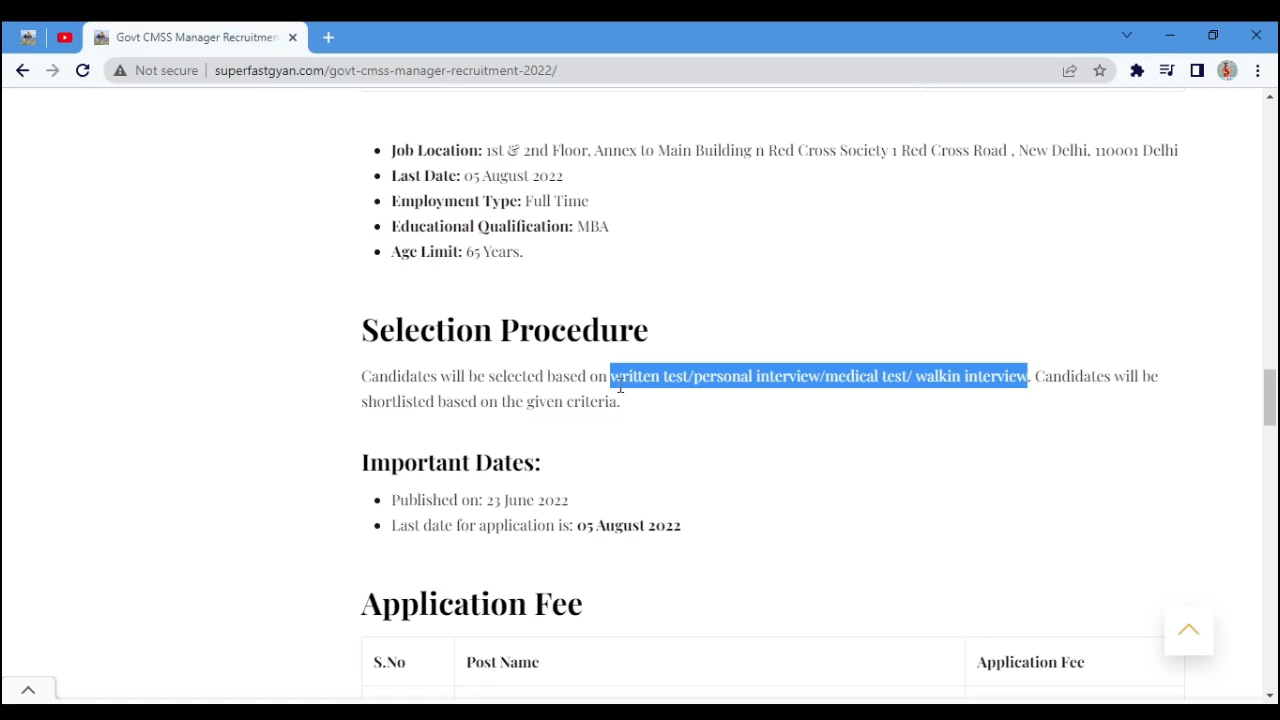 Govt CMSS Manager Recruitmen
Not secure superfastgyan.com/govt-cmss-manager-recruitment-2022/
Job Location: 1st & 2nd Floor, Annex to Main Building n Red Cross Society 1 Red Cross Road , New Delhi, 110001 Delhi
Last Date: 05 August 2022
Employment Type: Full Time
Educational Qualification: MBA
Age Limit: 65 Years.
Selection Procedure
Candidates will be selected based on written test/personal interview/medical test/ walkin interview. Candidates will be
shortlisted based on the given criteria.
Important Dates:
Published on: 23 June 2022
Last date for application is: 05 August 2022
Application Fee
S.No Post Name Application Fee